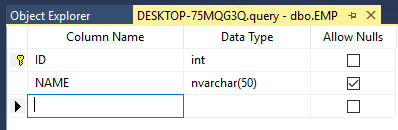 Object Explorer DESKTOP-75MQG3Q.query - dbo.EMP
Column Name Data Type Allow Nulls
ID int
NAME nvarchar(50)